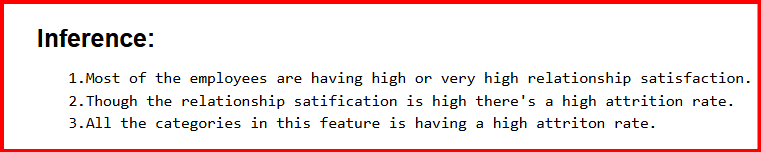 Inference:
1.Most of the employees are having high or very high relationship satisfaction.
2.Though the relationship satification is high there's a high attrition rate.
3.All the categories in this feature is having a high attriton rate.